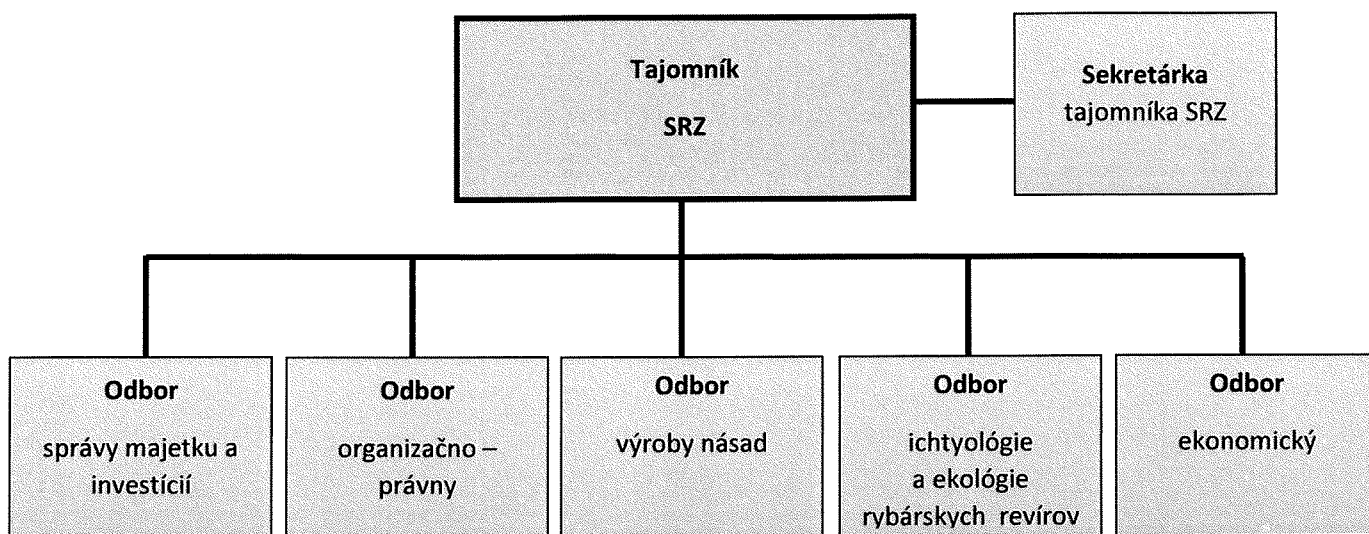 Tajomník
SRZ
Sekretárka
tajomníka SRZ
Odbor
správy majetku a
investícií
Odbor
organizačno –
právny
Odbor
výroby násad
Odbor
ichtyológie
a ekológie
rybárskych revírov
Odbor
ekonomický